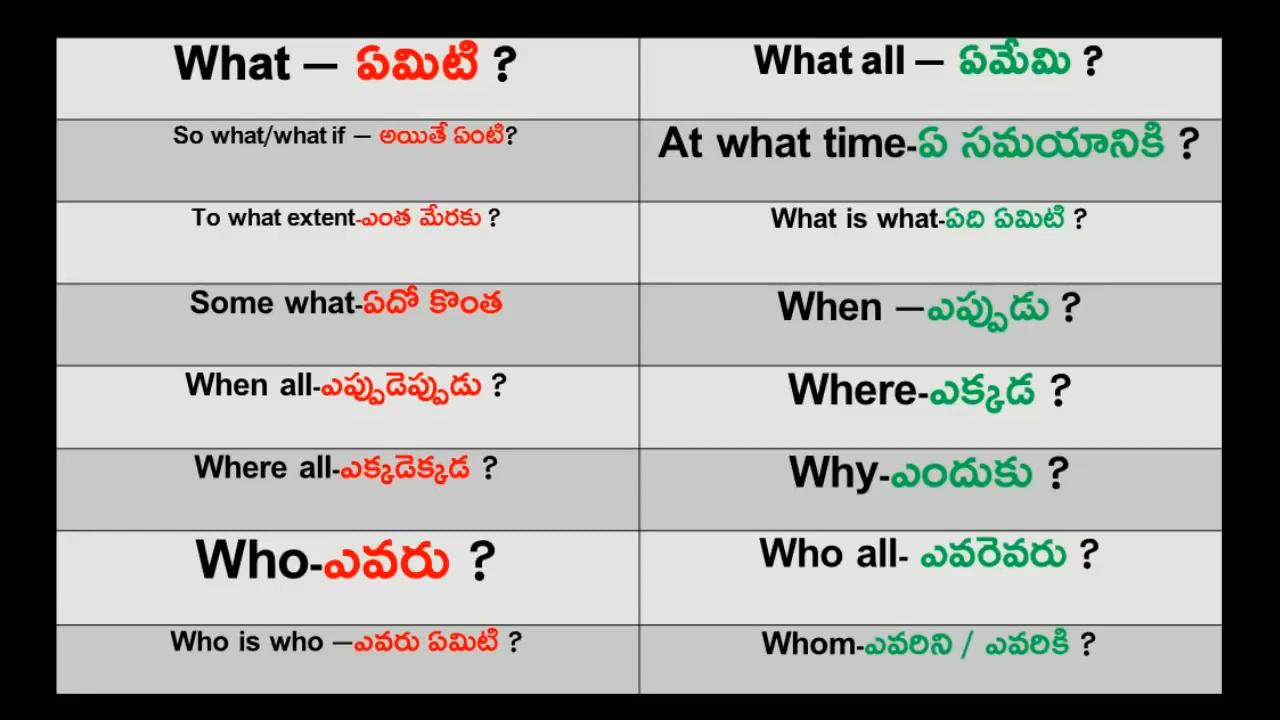 What – ఏమిటి ?
What all – ఏమేమి ?
So what/what if – అయితే ఏంటి?
At what time-ఏ సమయానికి ?
To what extent-ఎంత మేరకు ?
What is what-ఏది ఏమిటి ?
Some what-ఏదో కొంత
When –ఎప్పుడు ?
When all-ఎప్పుడెప్పుడు ?
Where-ఎక్కడ ?
Where all-ఎక్కడెక్కడ ?
Why-ఎందుకు ?
Who-ఎవరు ?
Who all- ఎవరెవరు ?
Who is who –ఎవరు ఏమిటి ?
Whom-ఎవరిని / ఎవరికి ?